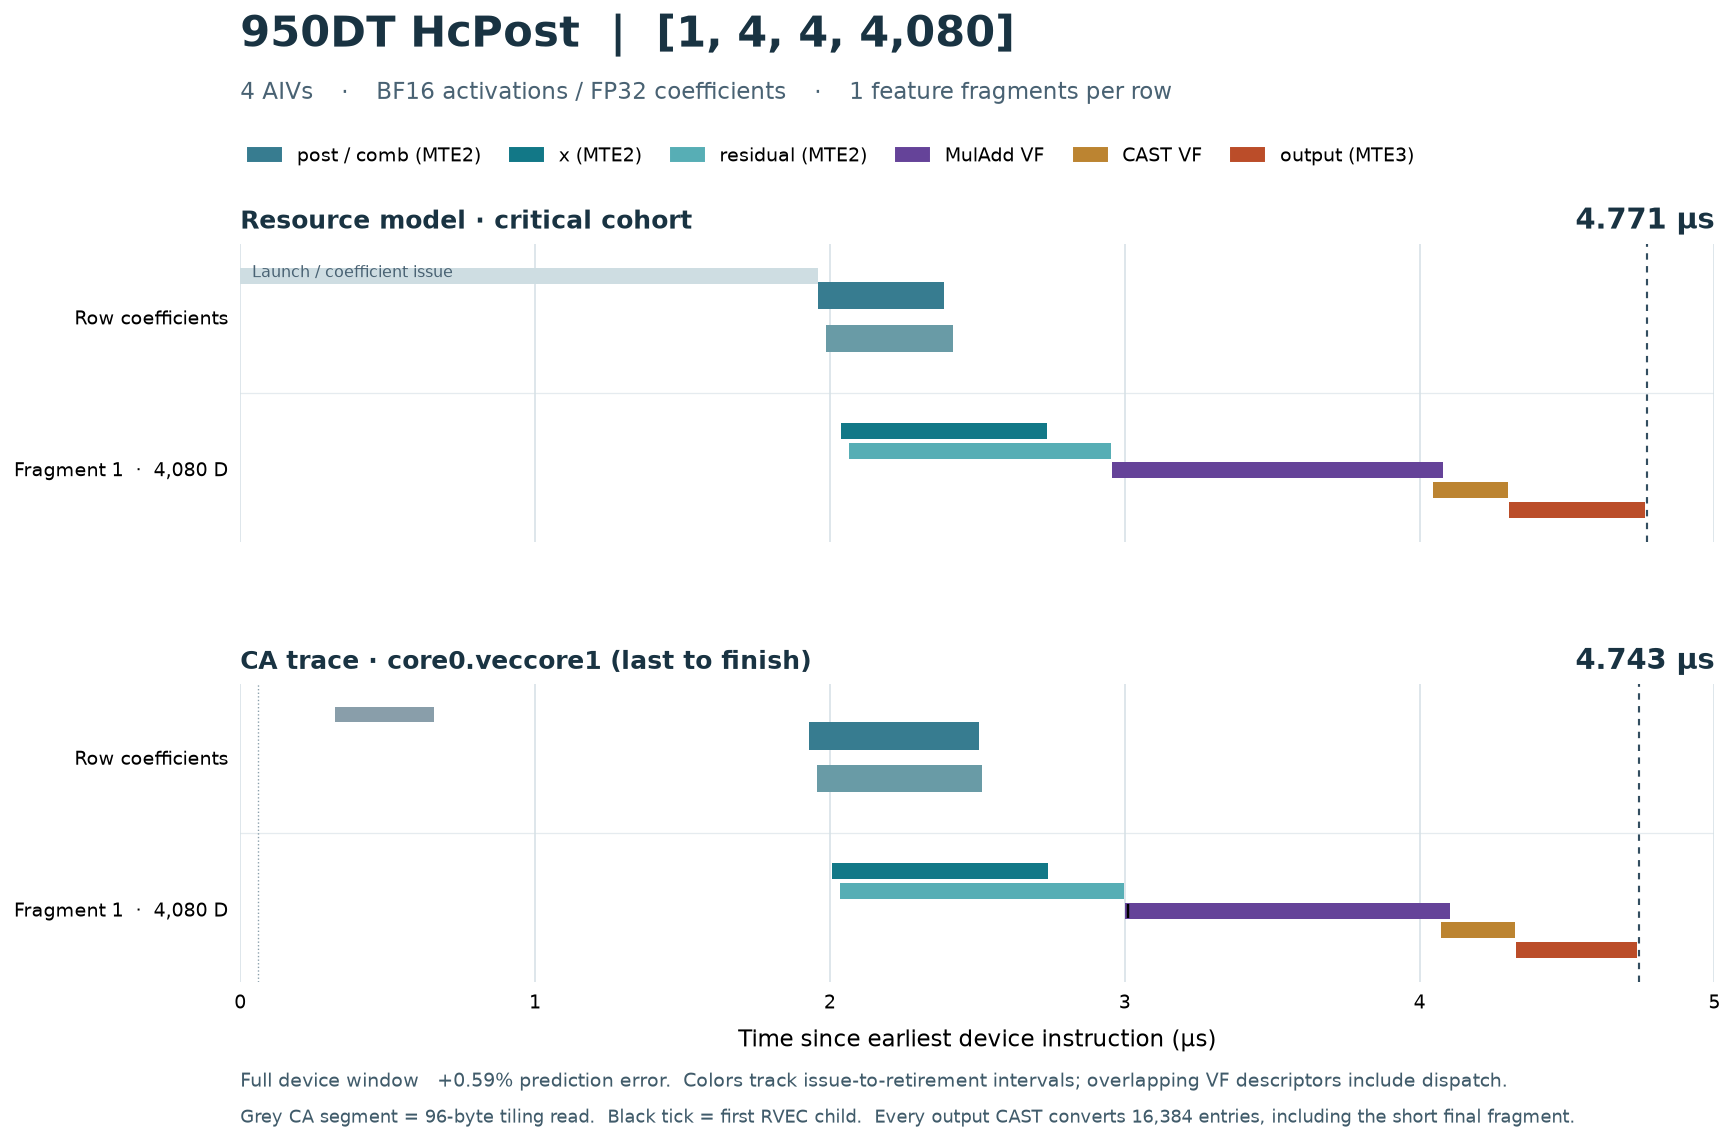 950DT HcPost | [1, 4, 4, 4,080]
4 AIVs · BF16 activations / FP32 coefficients · 1 feature fragments per row
post / comb (MTE2) x (MTE2) residual (MTE2) MulAdd VF CAST VF output (MTE3)
Resource model · critical cohort 4.771 µs
Launch / coefficient issue
Row coefficients
Fragment 1 · 4,080 D
CA trace · core0.veccore1 (last to finish) 4.743 µs
Row coefficients
Fragment 1 · 4,080 D
0 1 2 3 4 5
Time since earliest device instruction (µs)
Full device window +0.59% prediction error. Colors track issue-to-retirement intervals; overlapping VF descriptors include dispatch.
Grey CA segment = 96-byte tiling read. Black tick = first RVEC child. Every output CAST converts 16,384 entries, including the short final fragment.